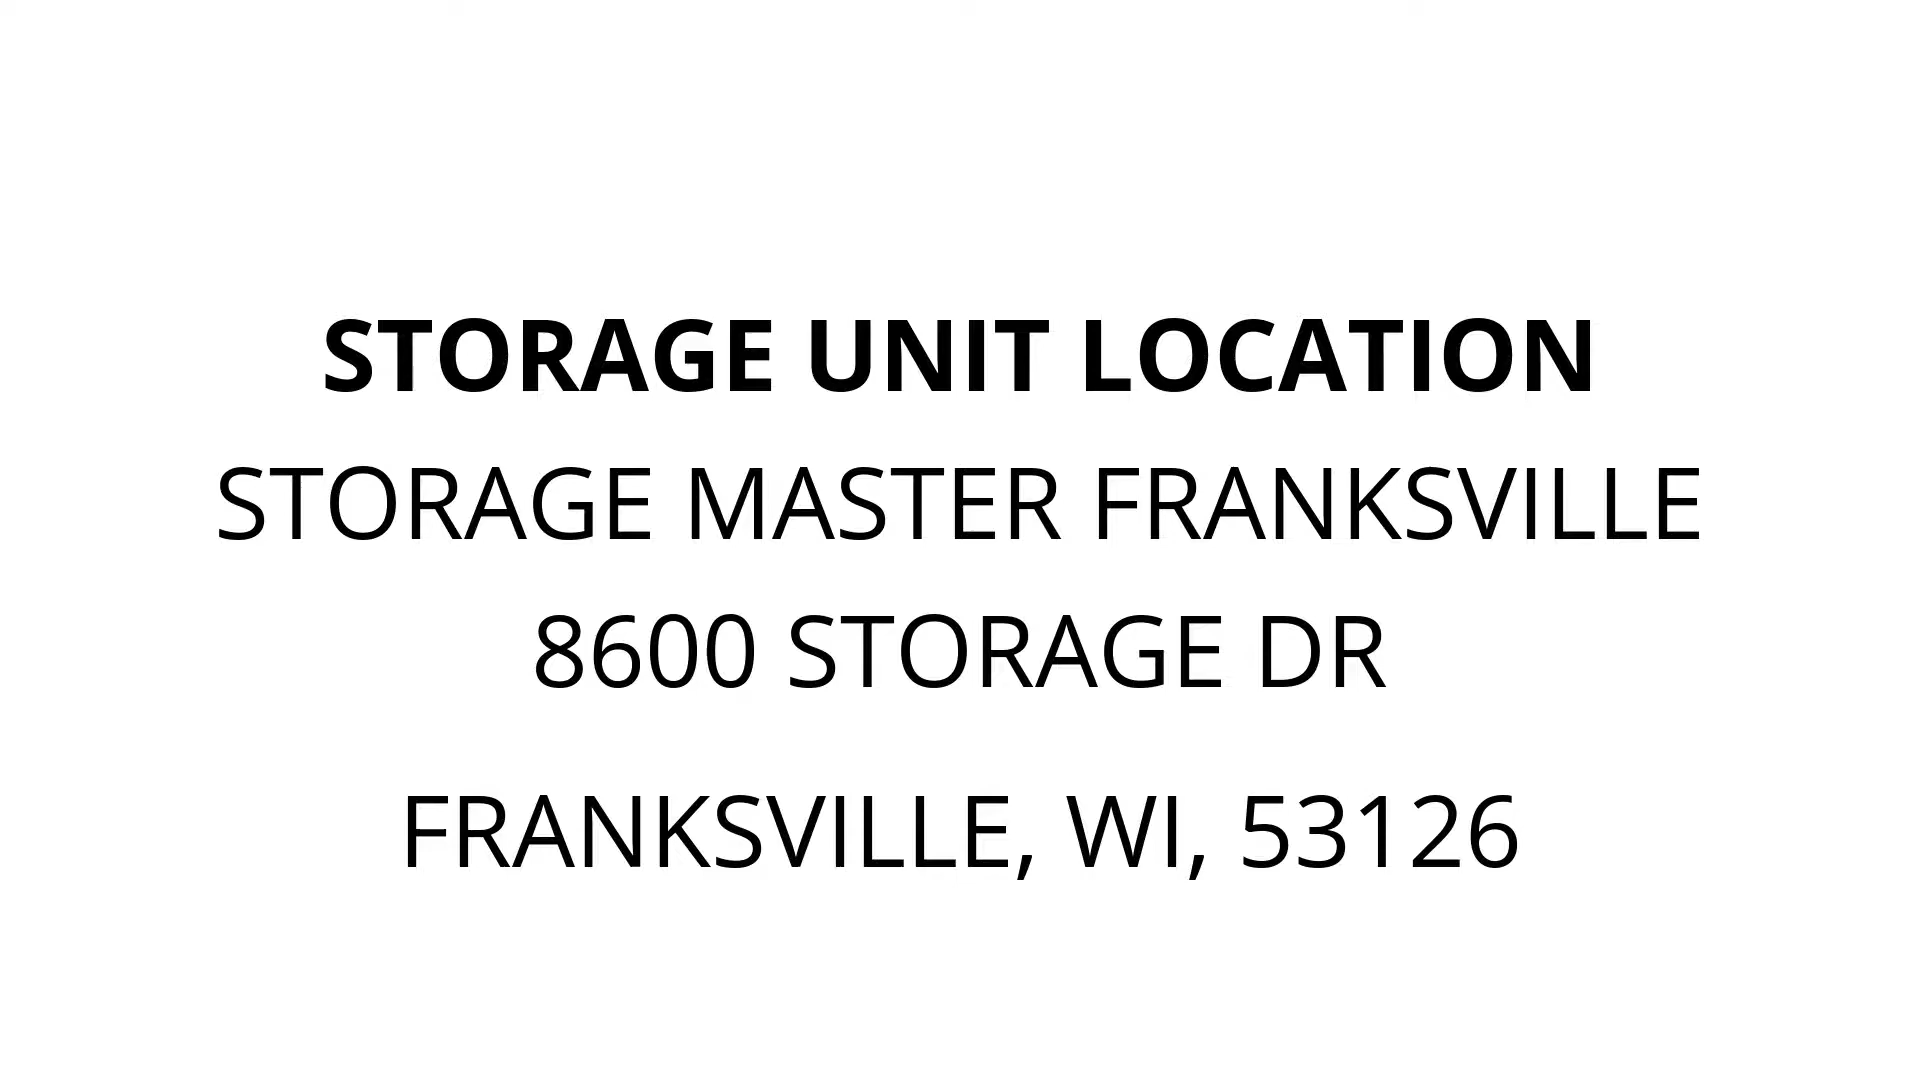 STORAGE UNIT LOCATION
STORAGE MASTER FRANKSVILLE
8600 STORAGE DR
FRANKSVILLE, WI, 53126